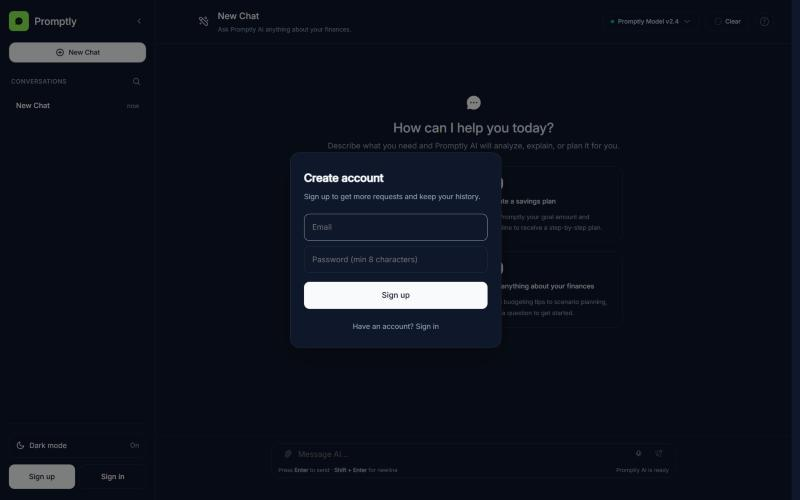 Promptly
New Chat
CONVERSATIONS
New Chat
now
Dark mode
On
Sign up
Sign in
New Chat
Ask Promptly AI anything about your finances.
Promptly Model v2.4
Clear
How can I help you today?
Describe what you need and Promptly AI will analyze, explain, or plan it for you.
a savings plan
Promptly your goal amount and
to receive a step-by-step plan.
anything about your finances
budgeting tips to scenario planning,
a question to get started.
Create account
Sign up to get more requests and keep your history.
Email
Password (min 8 characters)
Sign up
Have an account? Sign in
Message AI...
Press Enter to send · Shift + Enter for newline
Promptly AI is ready